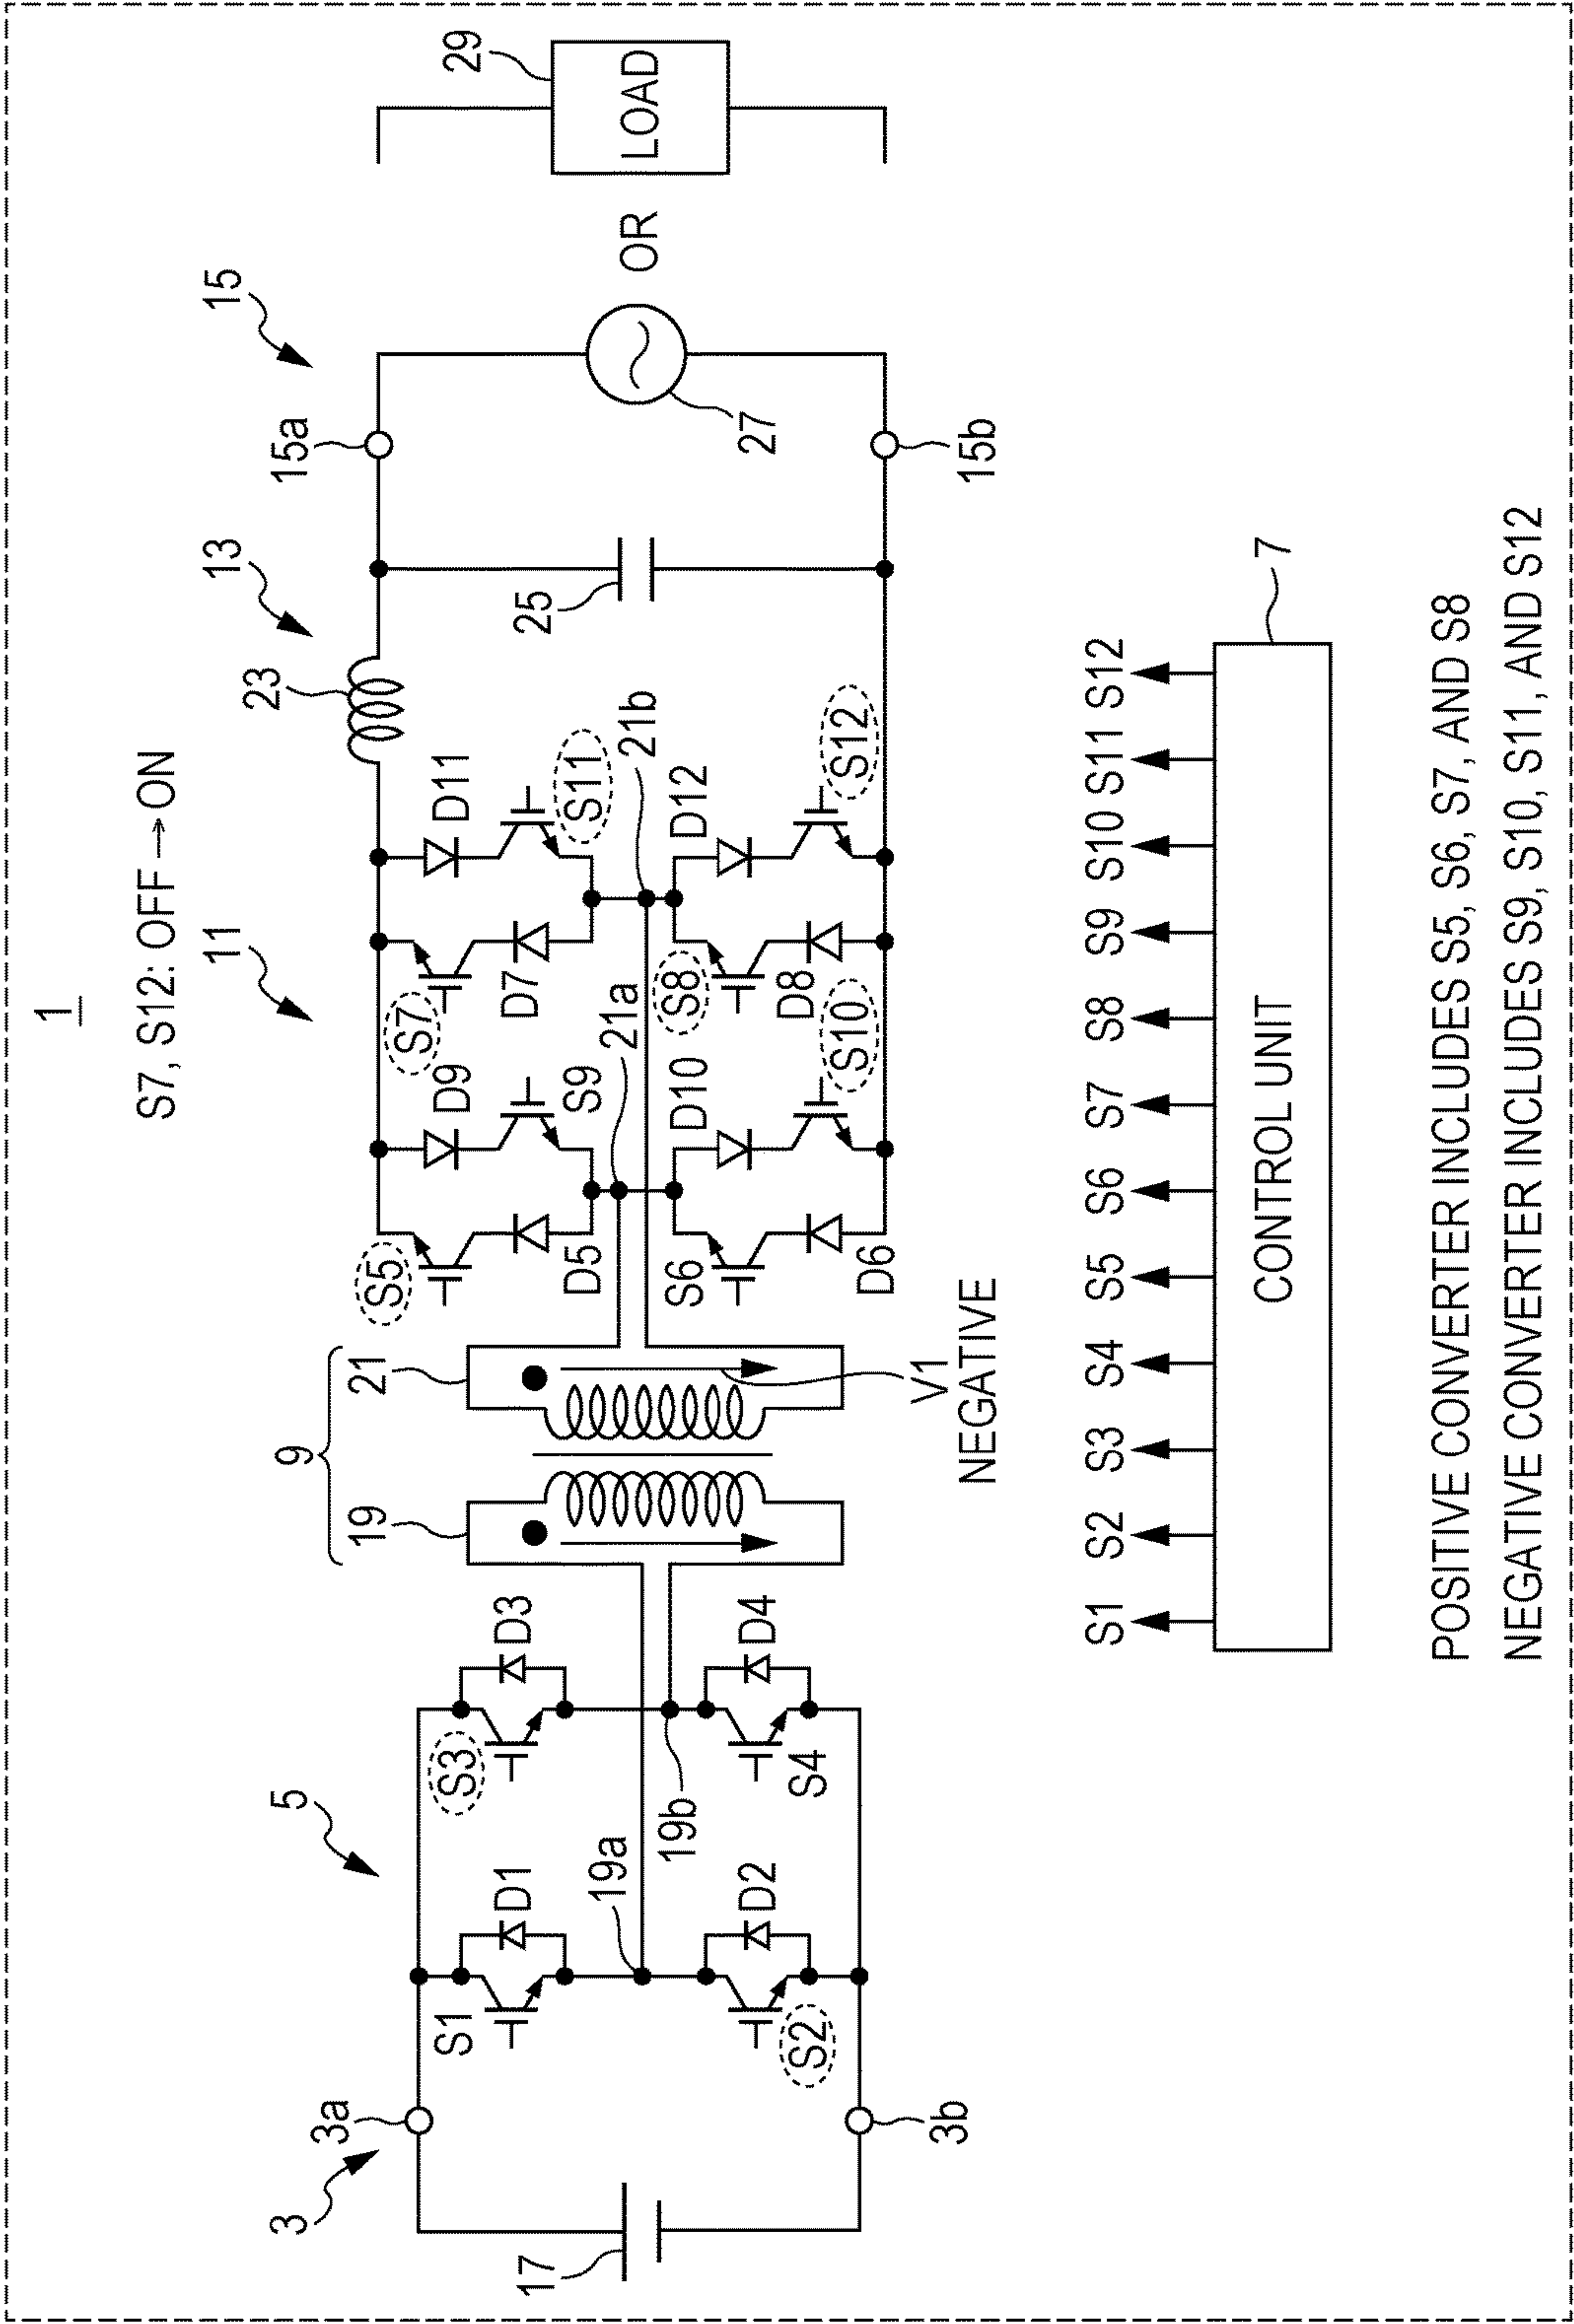 1
S7, S12: OFF → ON
3
5
9
11
13
15
3a
19
21
23
15a
29
S1
D1
S3
D3
S5
D9
S7
D11
17
19a
D5
S9
D7
S11
25
OR
LOAD
19b
21a
21b
S2
D2
S4
D4
S6
D10
S8
D12
27
3b
V1
NEGATIVE
D6
S10
D8
S12
15b
S1 S2 S3 S4 S5 S6 S7 S8 S9 S10 S11 S12
7
CONTROL UNIT
POSITIVE CONVERTER INCLUDES S5, S6, S7, AND S8
NEGATIVE CONVERTER INCLUDES S9, S10, S11, AND S12